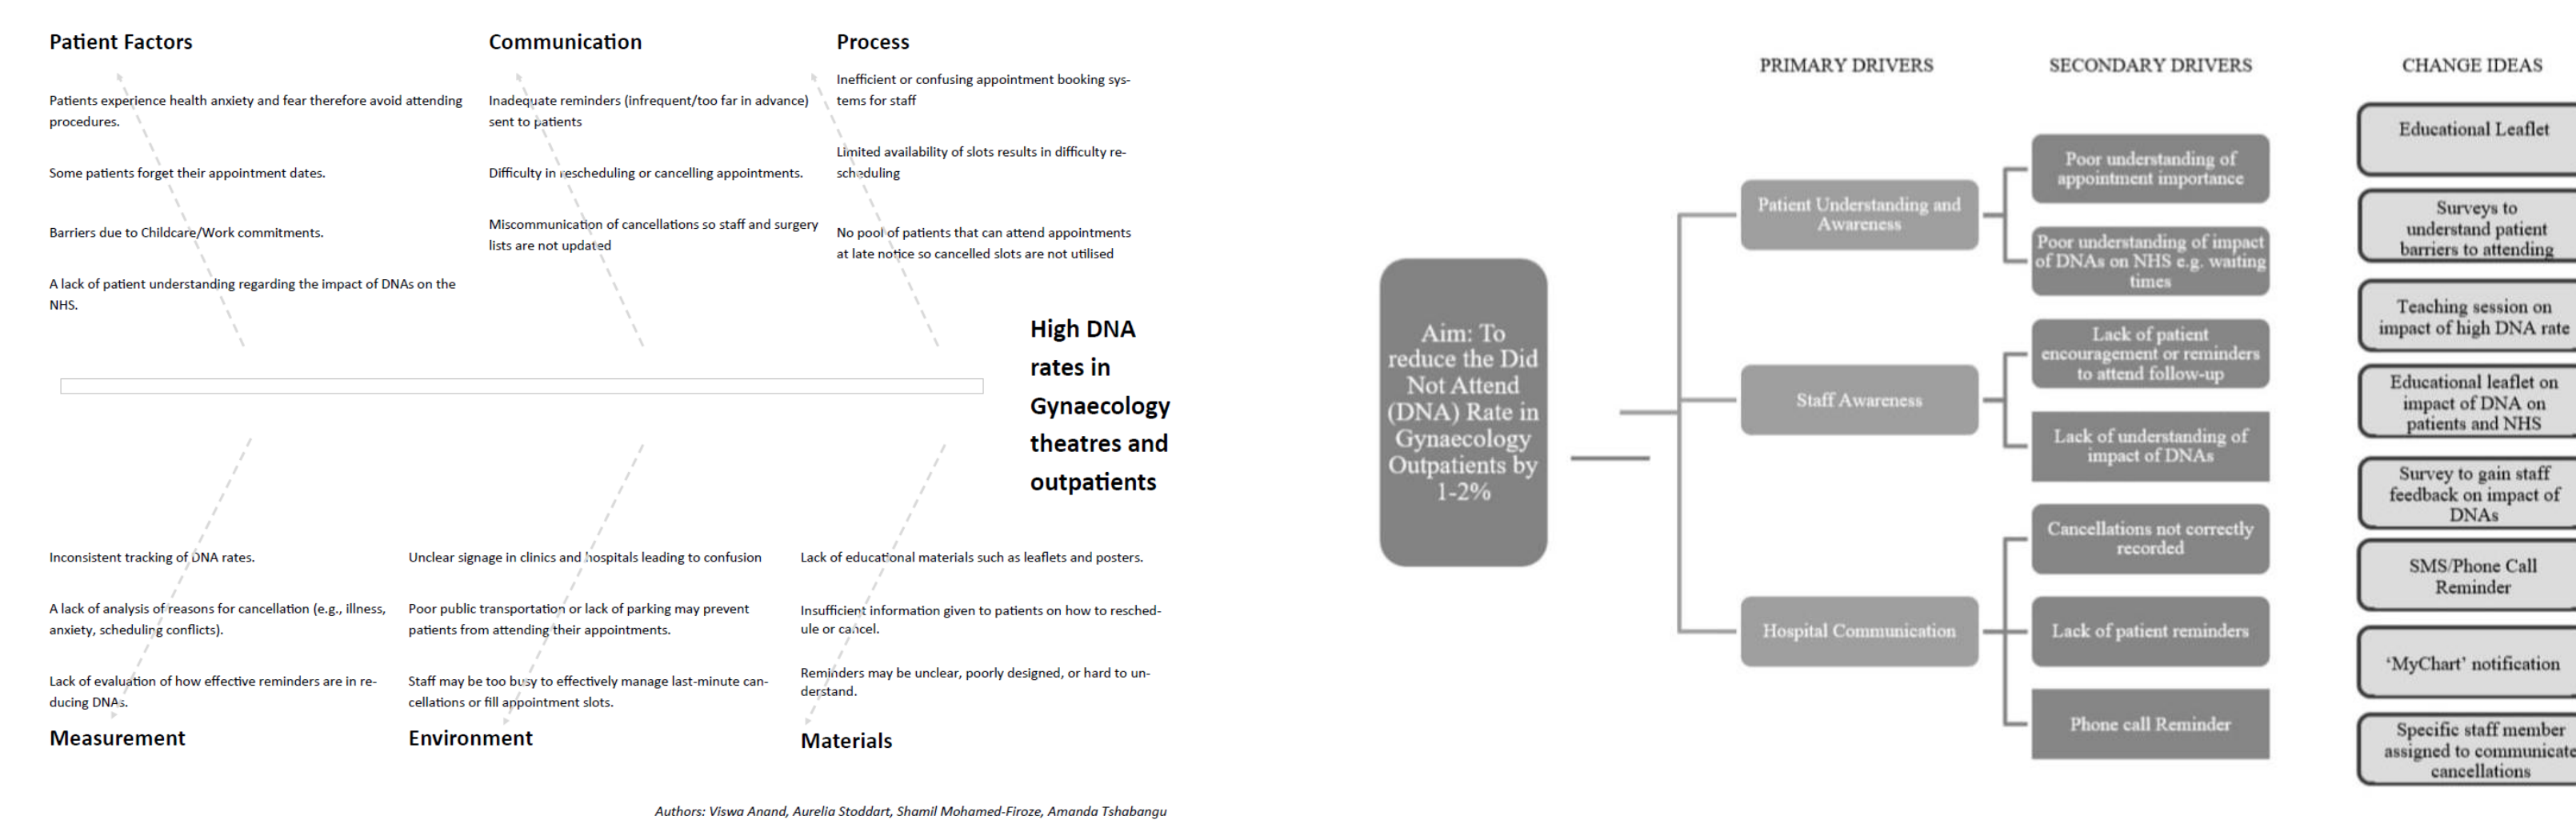 Patient Factors
Patients experience health anxiety and fear therefore avoid attending
procedures.
Some patients forget their appointment dates.
Barriers due to Childcare/Work commitments.
A lack of patient understanding regarding the impact of DNAs on the
NHS.
Communication
Inadequate reminders (infrequent/too far in advance)
sent to patients
Difficulty in rescheduling or cancelling appointments.
Miscommunication of cancellations so staff and surgery
lists are not updated
Process
Inefficient or confusing appointment booking sys-
tems for staff
Limited availability of slots results in difficulty re-
scheduling
No pool of patients that can attend appointments
at late notice so cancelled slots are not utilised
High DNA
rates in
Gynaecology
theatres and
outpatients
Inconsistent tracking of DNA rates.
A lack of analysis of reasons for cancellation (e.g., illness,
anxiety, scheduling conflicts).
Lack of evaluation of how effective reminders are in re-
ducing DNAs.
Measurement
Unclear signage in clinics and hospitals leading to confusion
Poor public transportation or lack of parking may prevent
patients from attending their appointments.
Staff may be too busy to effectively manage last-minute can-
cellations or fill appointment slots.
Environment
Lack of educational materials such as leaflets and posters.
Insufficient information given to patients on how to resched-
ule or cancel.
Reminders may be unclear, poorly designed, or hard to un-
derstand.
Materials
Authors: Viswa Anand, Aurelia Stoddart, Shamil Mohamed-Firoze, Amanda Tshabangu
Aim: To
reduce the Did
Not Attend
(DNA) Rate in
Gynaecology
Outpatients by
1-2%
PRIMARY DRIVERS
Patient Understanding and
Awareness
Staff Awareness
Hospital Communication
SECONDARY DRIVERS
Poor understanding of
appointment importance
Poor understanding of impact
of DNAs on NHS e.g. waiting
times
Lack of patient
encouragement or reminders
to attend follow-up
Lack of understanding of
impact of DNAs
Cancellations not correctly
recorded
Lack of patient reminders
Phone call Reminder
CHANGE IDEAS
Educational Leaflet
Surveys to
understand patient
barriers to attending
Teaching session on
impact of high DNA rate
Educational leaflet on
impact of DNA on
patients and NHS
Survey to gain staff
feedback on impact of
DNAs
SMS/Phone Call
Reminder
‘MyChart’ notification
Specific staff member
assigned to communicate
cancellations